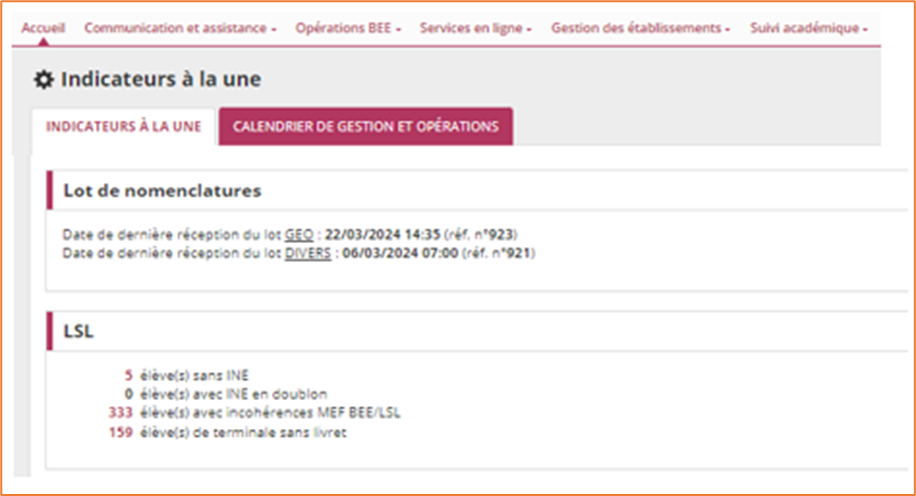 Accueil Communication et assistance Opérations BEE Services en ligne Gestion des établissements Suivi académique
Indicateurs à la une
INDICATEURS À LA UNE CALENDRIER DE GESTION ET OPÉRATIONS
Lot de nomenclatures
Date de dernière réception du lot GEO : 22/03/2024 14:35 (réf. n°923)
Date de dernière réception du lot DIVERS : 06/03/2024 07:00 (réf. n°921)
LSL
5 élève(s) sans INE
0 élève(s) avec INE en doublon
333 élève(s) avec incohérences MEF BEE/LSL
159 élève(s) de terminale sans livret